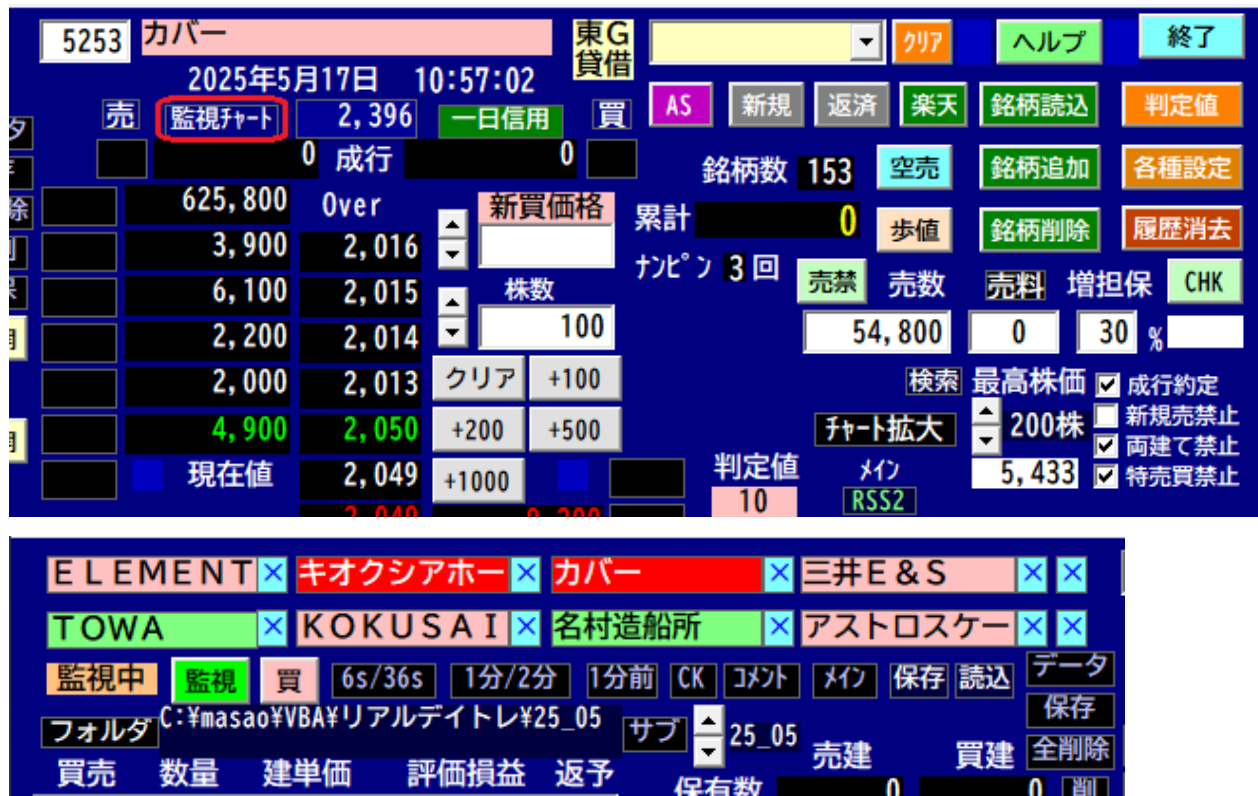 5253 カバー 東G 貸借 クリア ヘルプ 終了
2025年5月17日 10:57:02
売 監視ﾁｬｰﾄ 2,396 一日信用 買 AS 新規 返済 楽天 銘柄読込 判定値
0 成行 0 銘柄数 153 空売 銘柄追加 各種設定
625,800 Over 新買価格 累計 0 歩値 銘柄削除 履歴消去
3,900 2,016 ﾅﾝﾋﾟﾝ 3回 売禁 売数 売料 増担保 CHK
6,100 2,015 株数
2,200 2,014 100 54,800 0 30 %
2,000 2,013 クリア +100 検索 最高株価 成行約定
4,900 2,050 +200 +500 ﾁｬｰﾄ拡大 200株 新規売禁止
両建て禁止
現在値 2,049 +1000 判定値 ﾒｲﾝ 5,433 特売買禁止
10 RSS2
ELEMENT × キオクシアホー × カバー × 三井E&S × ×
TOWA × KOKUSAI × 名村造船所 × アストロスケー × ×
監視中 監視 買 6s/36s 1分/2分 1分前 CK ｺﾒﾝﾄ ﾒｲﾝ 保存 読込 データ
フォルダ C:¥masao¥VBA¥リアルデイトレ¥25_05 サブ 25_05 保存
売建 買建 全削除
買売 数量 建単価 評価損益 返予
保有数 0 0 削